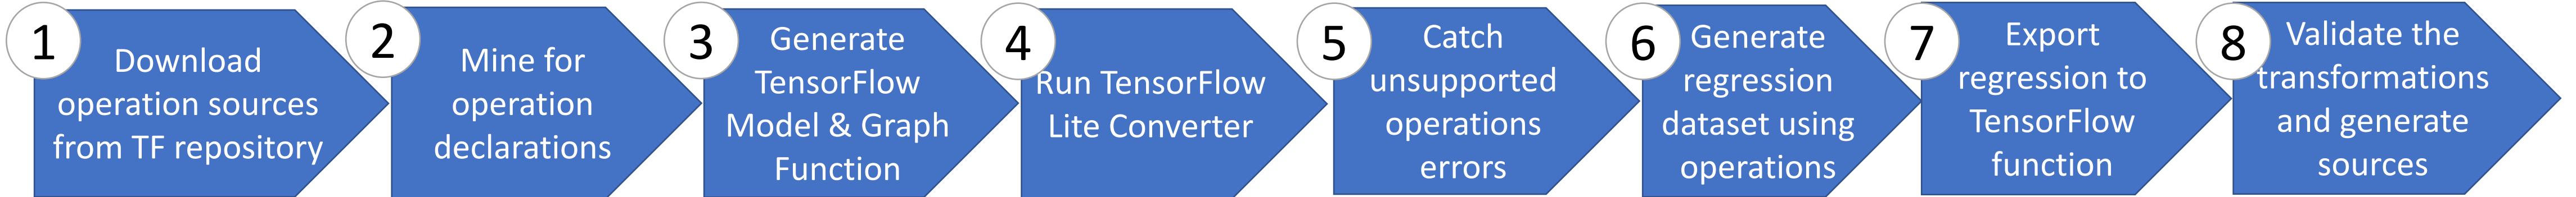 1
Download
operation sources
from TF repository
2
Mine for
operation
declarations
3
Generate
TensorFlow
Model & Graph
Function
4
Run TensorFlow
Lite Converter
5
Catch
unsupported
operations
errors
6
Generate
regression
dataset using
operations
7
Export
regression to
TensorFlow
function
8
Validate the
transformations
and generate
sources